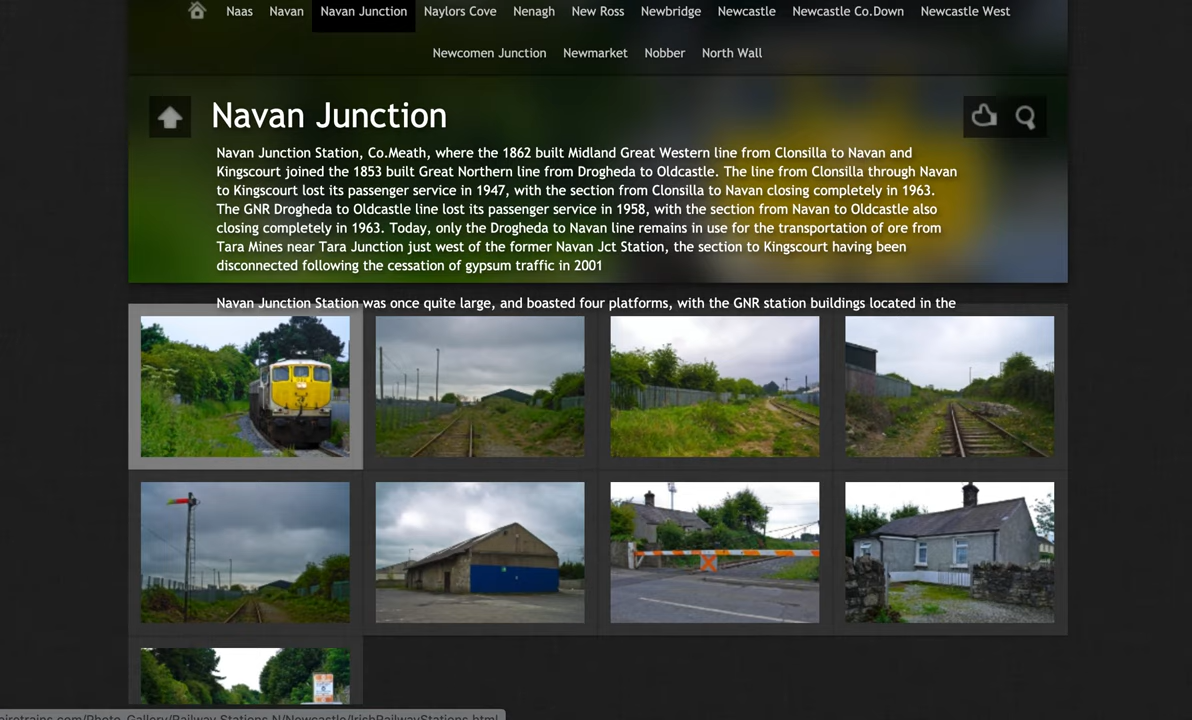 Naas Navan Navan Junction Naylors Cove Nenagh New Ross Newbridge Newcastle Newcastle Co.Down Newcastle West
Newcomen Junction Newmarket Nobber North Wall
Navan Junction
Navan Junction Station, Co.Meath, where the 1862 built Midland Great Western line from Clonsilla to Navan and
Kingscourt joined the 1853 built Great Northern line from Drogheda to Oldcastle. The line from Clonsilla through Navan
to Kingscourt lost its passenger service in 1947, with the section from Clonsilla to Navan closing completely in 1963.
The GNR Drogheda to Oldcastle line lost its passenger service in 1958, with the section from Navan to Oldcastle also
closing completely in 1963. Today, only the Drogheda to Navan line remains in use for the transportation of ore from
Tara Mines near Tara Junction just west of the former Navan Jct Station, the section to Kingscourt having been
disconnected following the cessation of gypsum traffic in 2001
Navan Junction Station was once quite large, and boasted four platforms, with the GNR station buildings located in the